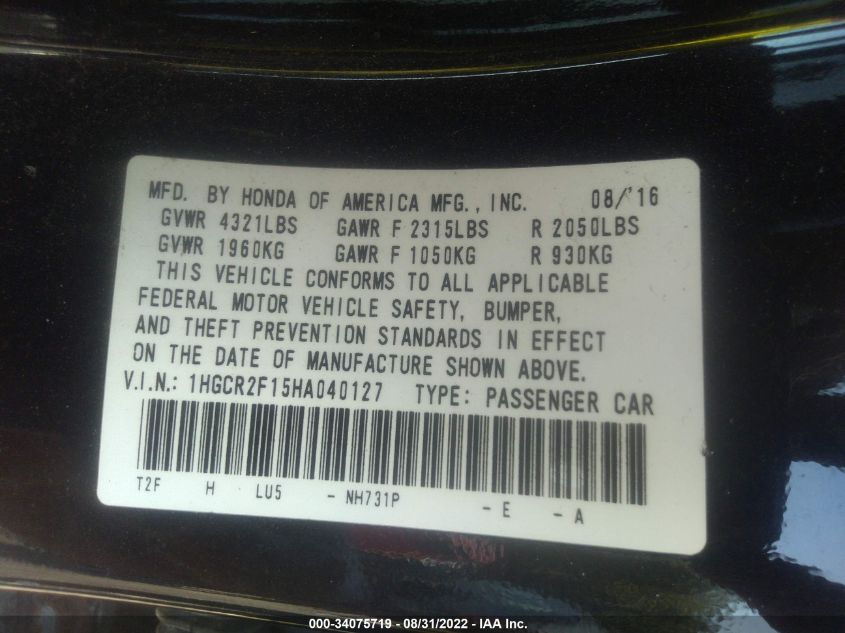 MFD. BY HONDA OF AMERICA MFG., INC. 08/'16
GVWR 4321LBS GAWR F 2315LBS R 2050LBS
GVWR 1960KG GAWR F 1050KG R 930KG
THIS VEHICLE CONFORMS TO ALL APPLICABLE
FEDERAL MOTOR VEHICLE SAFETY, BUMPER,
AND THEFT PREVENTION STANDARDS IN EFFECT
ON THE DATE OF MANUFACTURE SHOWN ABOVE.
V.I.N.: 1HGCR2F15HA040127 TYPE: PASSENGER CAR
T2F H LU5 - NH731P - E - A
000-34075719 - 08/31/2022 - IAA Inc.